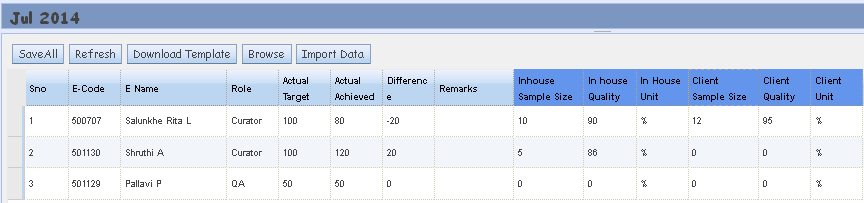 Jul 2014
SaveAll Refresh Download Template Browse Import Data
Sno E-Code E Name Role Actual Target Actual Achieved Differenc e Remarks Inhouse Sample Size In house Quality In House Unit Client Sample Size Client Quality Client Unit
1 500707 Salunkhe Rita L Curator 100 80 -20 10 90 % 12 95 %
2 501130 Shruthi A Curator 100 120 20 5 86 % 0 0 %
3 501129 Pallavi P QA 50 50 0 0 0 % 0 0 %